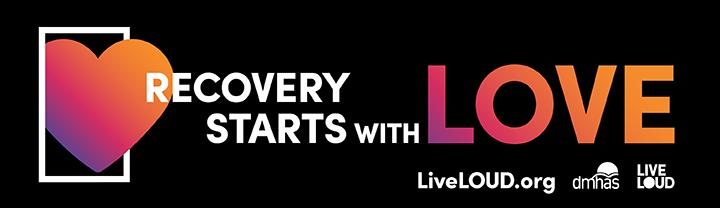 RECOVERY
STARTS WITH LOVE
LiveLOUD.org
dmhas
LIVE
LOUD